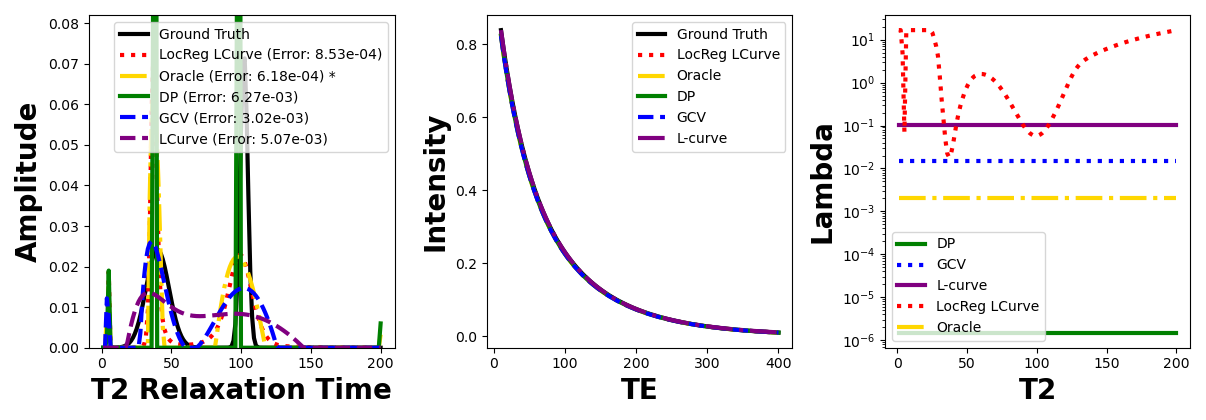 Amplitude
0.08
0.07
0.06
0.05
0.04
0.03
0.02
0.01
0.00
Ground Truth
LocReg LCurve (Error: 8.53e-04)
Oracle (Error: 6.18e-04) *
DP (Error: 6.27e-03)
GCV (Error: 3.02e-03)
LCurve (Error: 5.07e-03)
0 50 100 150 200
T2 Relaxation Time
Intensity
0.8
0.6
0.4
0.2
0.0
Ground Truth
LocReg LCurve
Oracle
DP
GCV
L-curve
0 100 200 300 400
TE
Lambda
10¹
10⁰
10⁻¹
10⁻²
10⁻³
10⁻⁴
10⁻⁵
10⁻⁶
DP
GCV
L-curve
LocReg LCurve
Oracle
0 50 100 150 200
T2